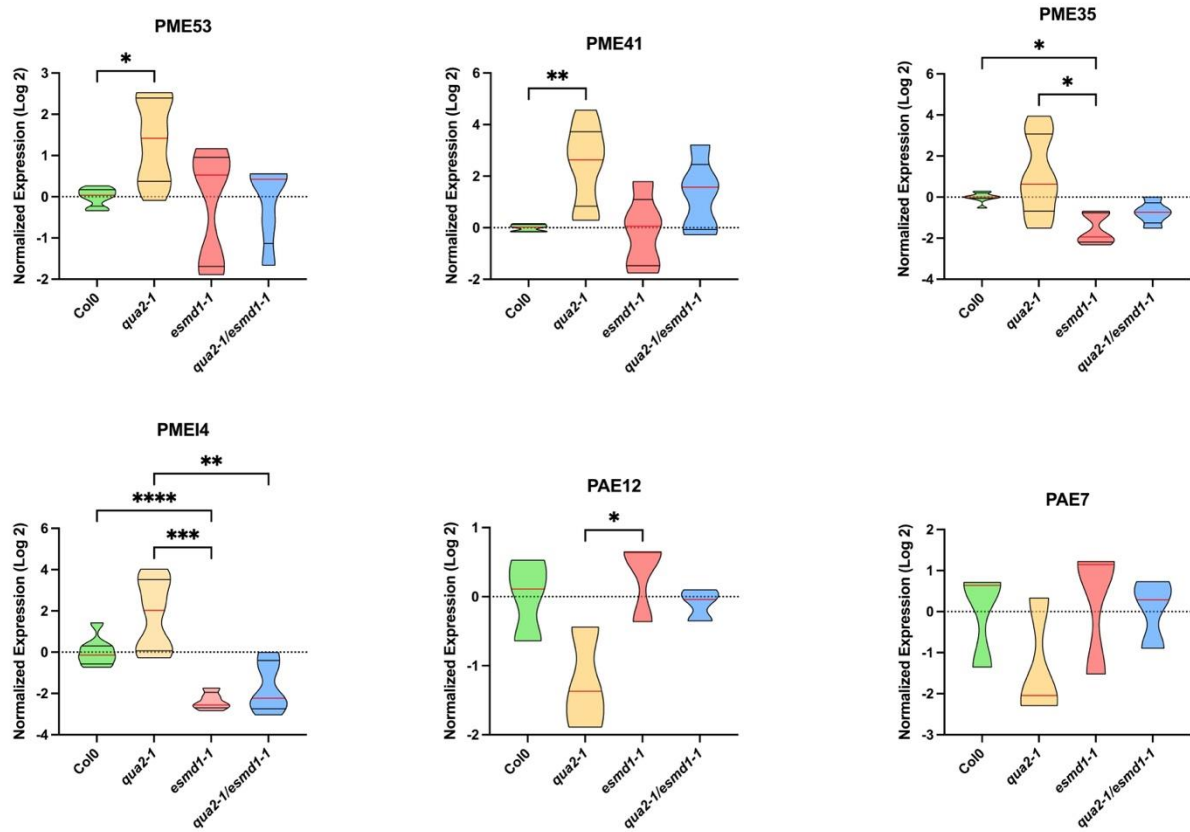 PME53
*
Normalized Expression (Log 2)
3
2
1
0
-1
-2
Col0
qua2-1
esmd1-1
qua2-1/esmd1-1
PME41
**
Normalized Expression (Log 2)
6
4
2
0
-2
Col0
qua2-1
esmd1-1
qua2-1/esmd1-1
PME35
*
*
Normalized Expression (Log 2)
6
4
2
0
-2
-4
Col0
qua2-1
esmd1-1
qua2-1/esmd1-1
PMEI4
**
****
***
Normalized Expression (Log 2)
6
4
2
0
-2
-4
Col0
qua2-1
esmd1-1
qua2-1/esmd1-1
PAE12
*
Normalized Expression (Log 2)
1
0
-1
-2
Col0
qua2-1
esmd1-1
qua2-1/esmd1-1
PAE7
Normalized Expression (Log 2)
2
1
0
-1
-2
-3
Col0
qua2-1
esmd1-1
qua2-1/esmd1-1